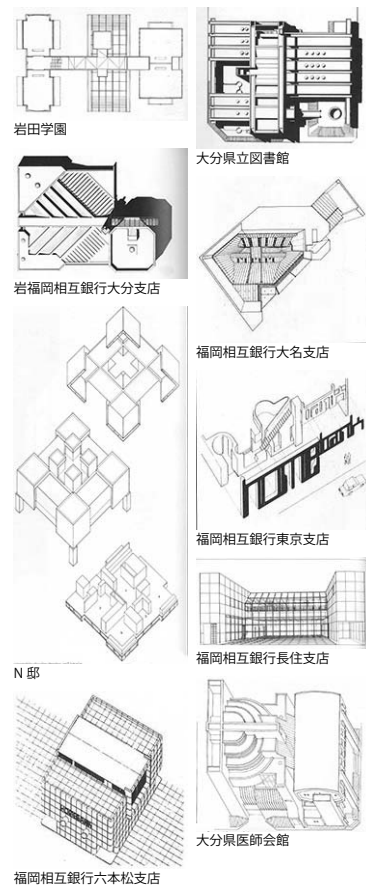 岩田学園
大分県立図書館
岩福岡相互銀行大分支店
福岡相互銀行大名支店
HOMEbank
福岡相互銀行東京支店
福岡相互銀行長住支店
N 邸
大分県医師会館
福岡相互銀行六本松支店